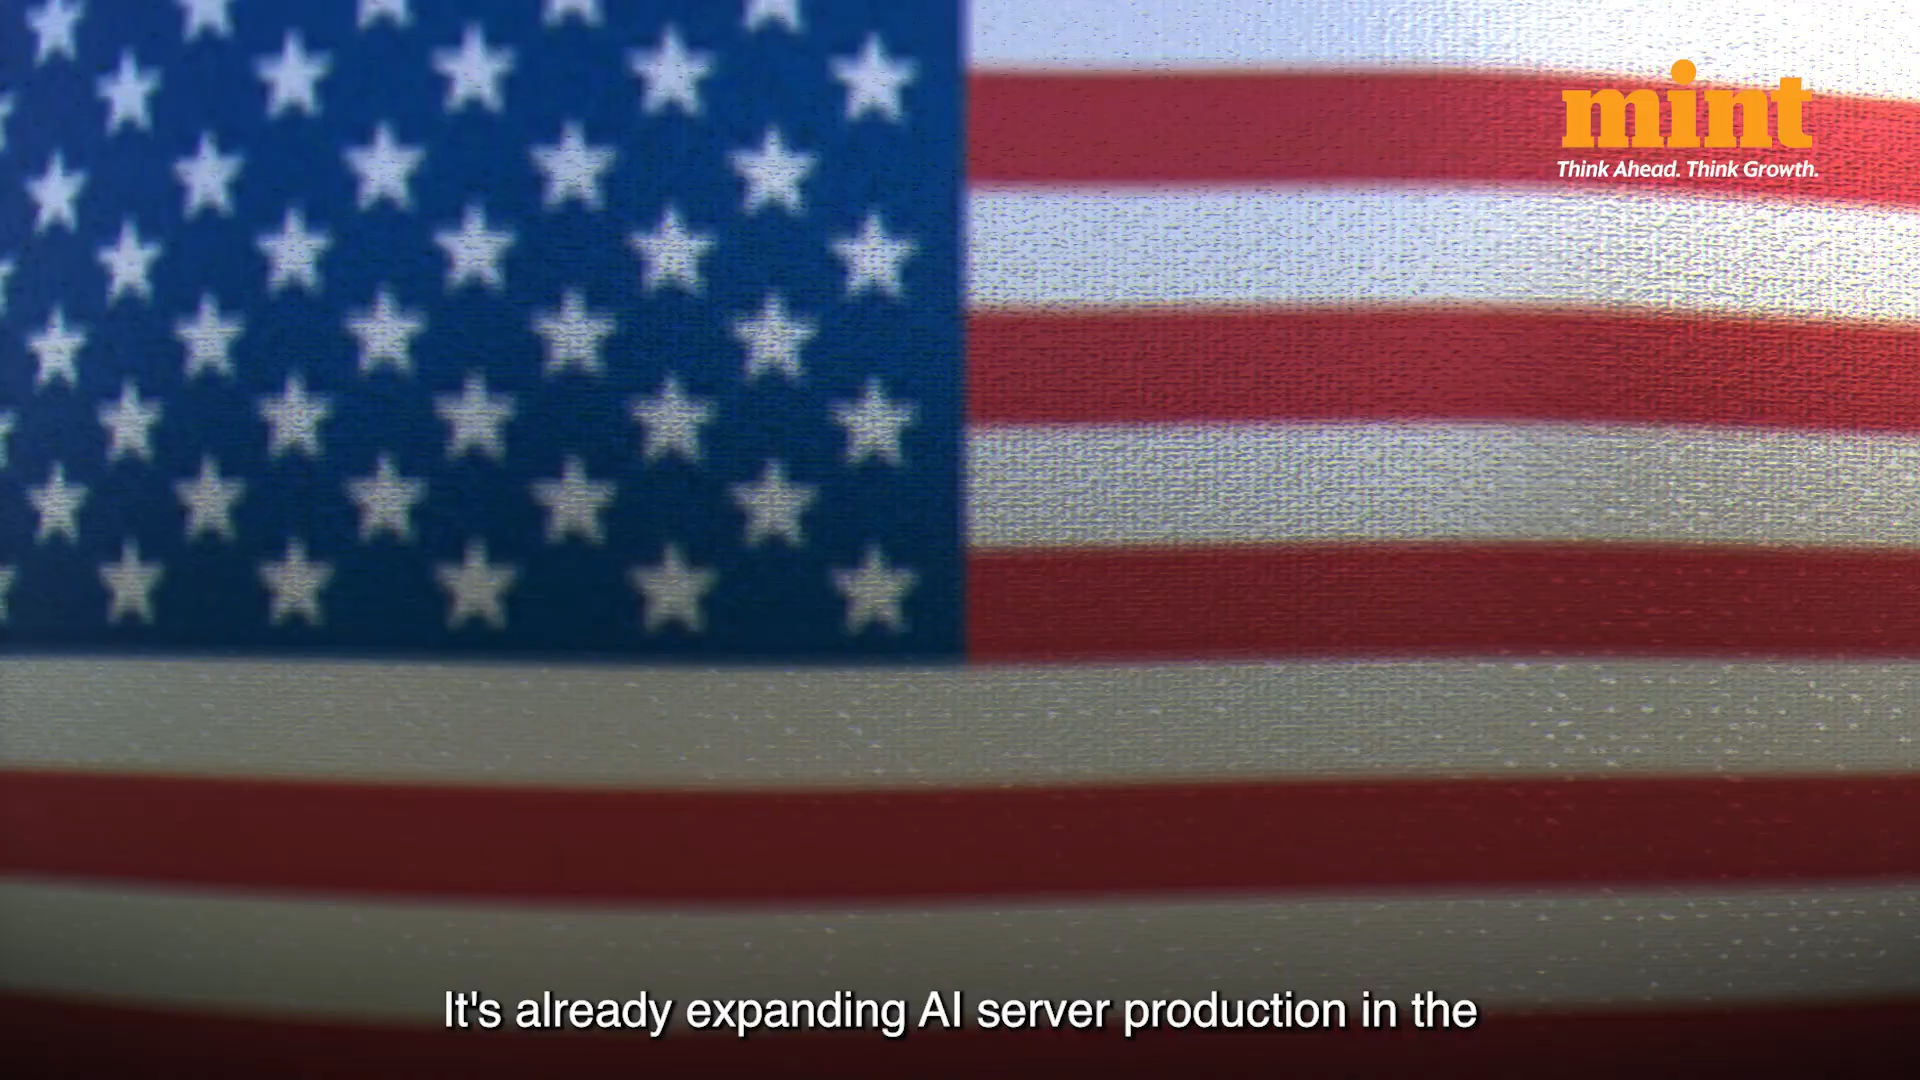 mint
Think Ahead. Think Growth.
It's already expanding AI server production in the